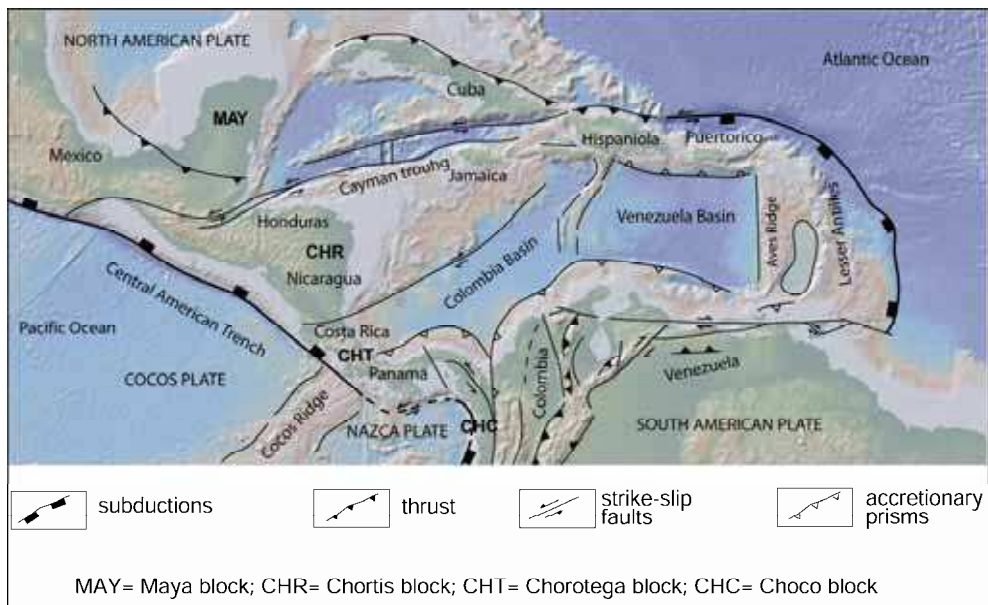 NORTH AMERICAN PLATE
Atlantic Ocean
Cuba
MAY
Hispaniola
Puertorico
Mexico
Cayman trouhg
Jamaica
Honduras
Venezuela Basin
Aves Ridge
Lesser Antilles
CHR
Nicaragua
Colombia Basin
Central American Trench
Pacific Ocean
Costa Rica
CHT
Panama
Colombia
Venezuela
COCOS PLATE
Cocos Ridge
NAZCA PLATE
CHC
SOUTH AMERICAN PLATE
subductions
thrust
strike-slip
faults
accretionary
prisms
MAY= Maya block; CHR= Chortis block; CHT= Chorotega block; CHC= Choco block